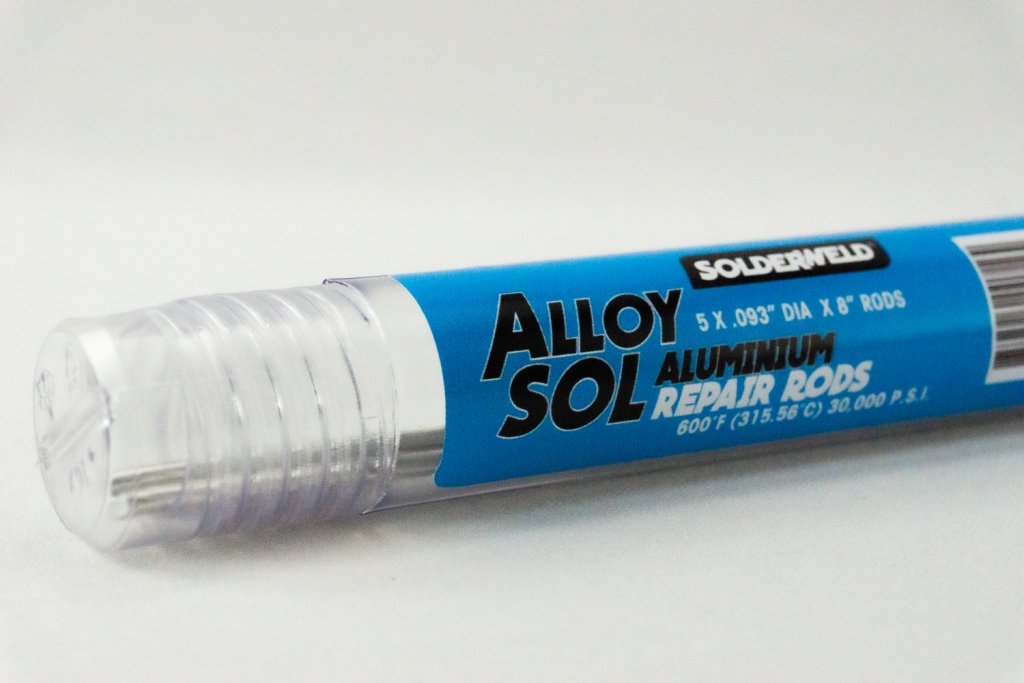 SOLDERWELD
5 X .093" DIA X 8" RODS
ALLOY
SOL
ALUMINIUM
REPAIR RODS
600°F (315.56°C) 30,000 P.S.I.